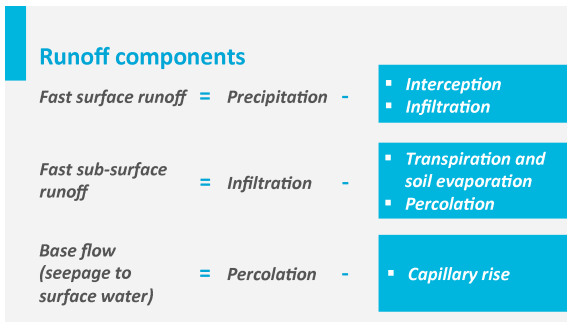 Runoff components
Fast surface runoff = Precipitation -
▪ Interception
▪ Infiltration
Fast sub-surface
runoff
= Infiltration -
▪ Transpiration and
soil evaporation
▪ Percolation
Base flow
(seepage to
surface water)
= Percolation -
▪ Capillary rise